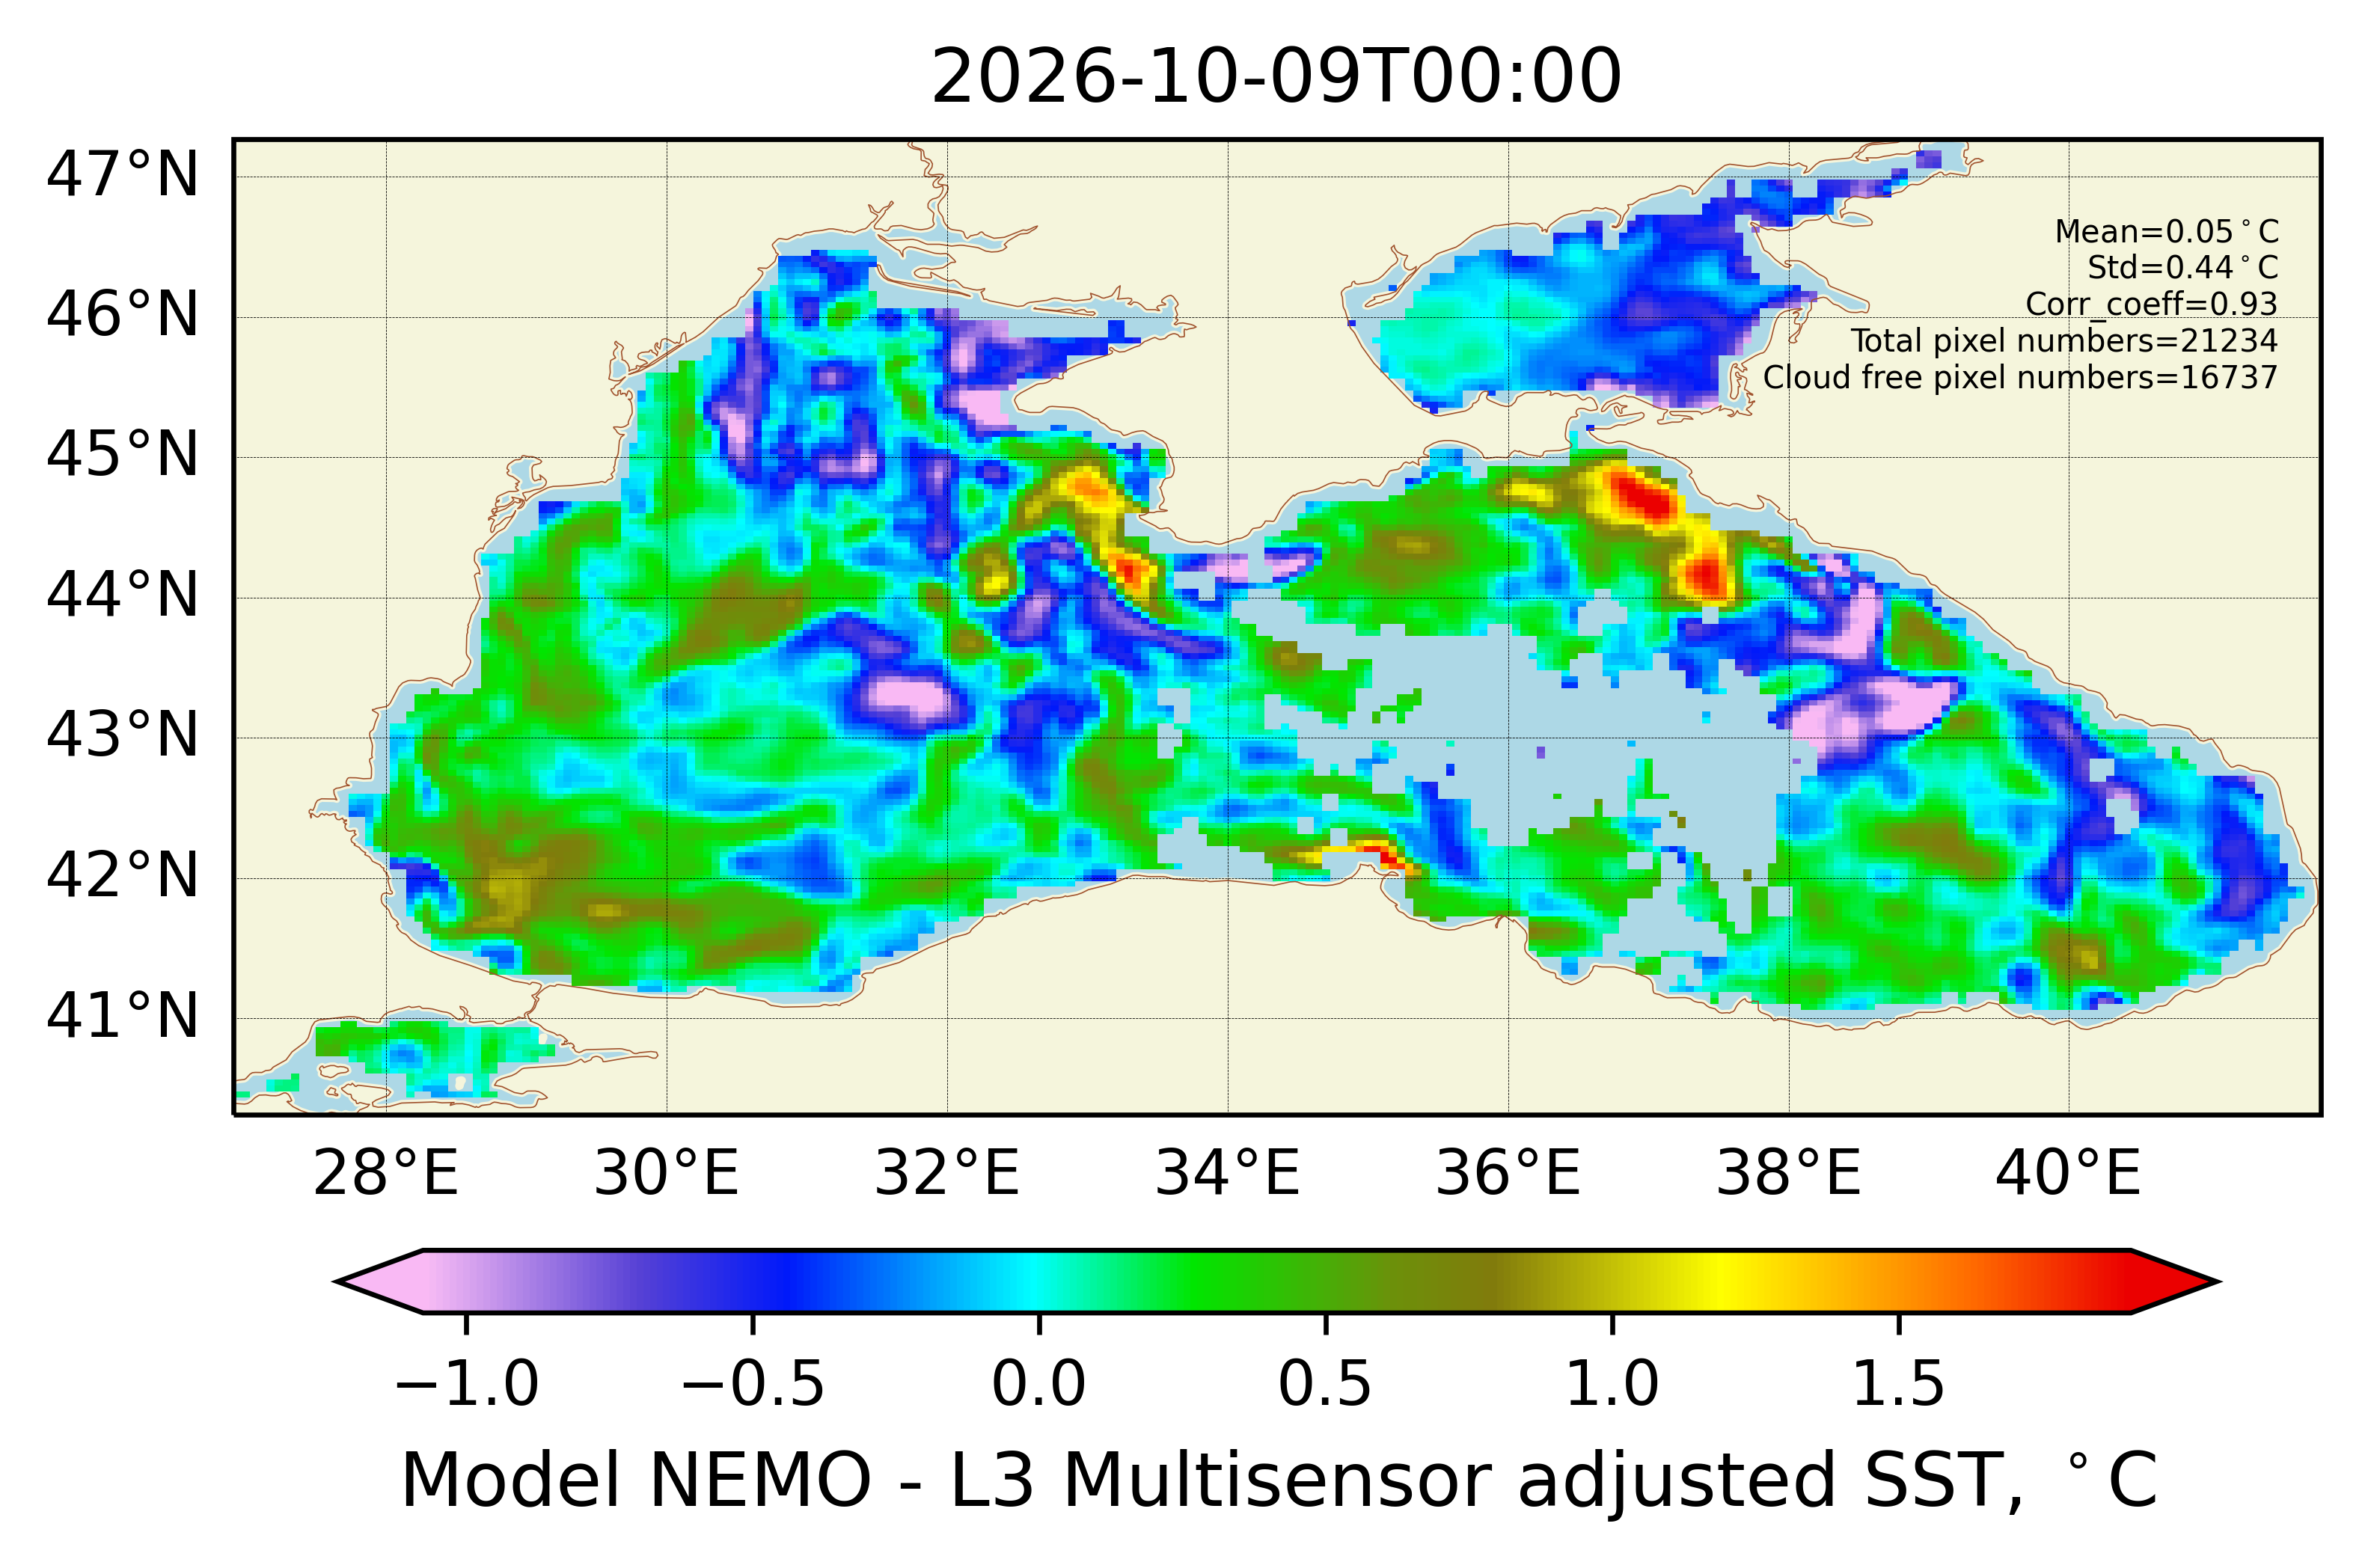 2026-10-09T00:00
47°N
46°N
45°N
44°N
43°N
42°N
41°N
Mean=0.05°C
Std=0.44°C
Corr_coeff=0.93
Total pixel numbers=21234
Cloud free pixel numbers=16737
28°E 30°E 32°E 34°E 36°E 38°E 40°E
−1.0 −0.5 0.0 0.5 1.0 1.5
Model NEMO - L3 Multisensor adjusted SST, °C